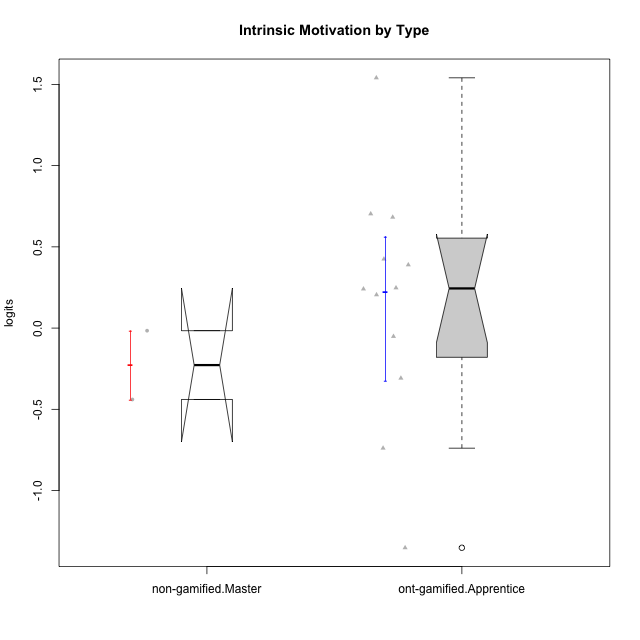 Intrinsic Motivation by Type
logits
1.5
1.0
0.5
0.0
-0.5
-1.0
non-gamified.Master
ont-gamified.Apprentice